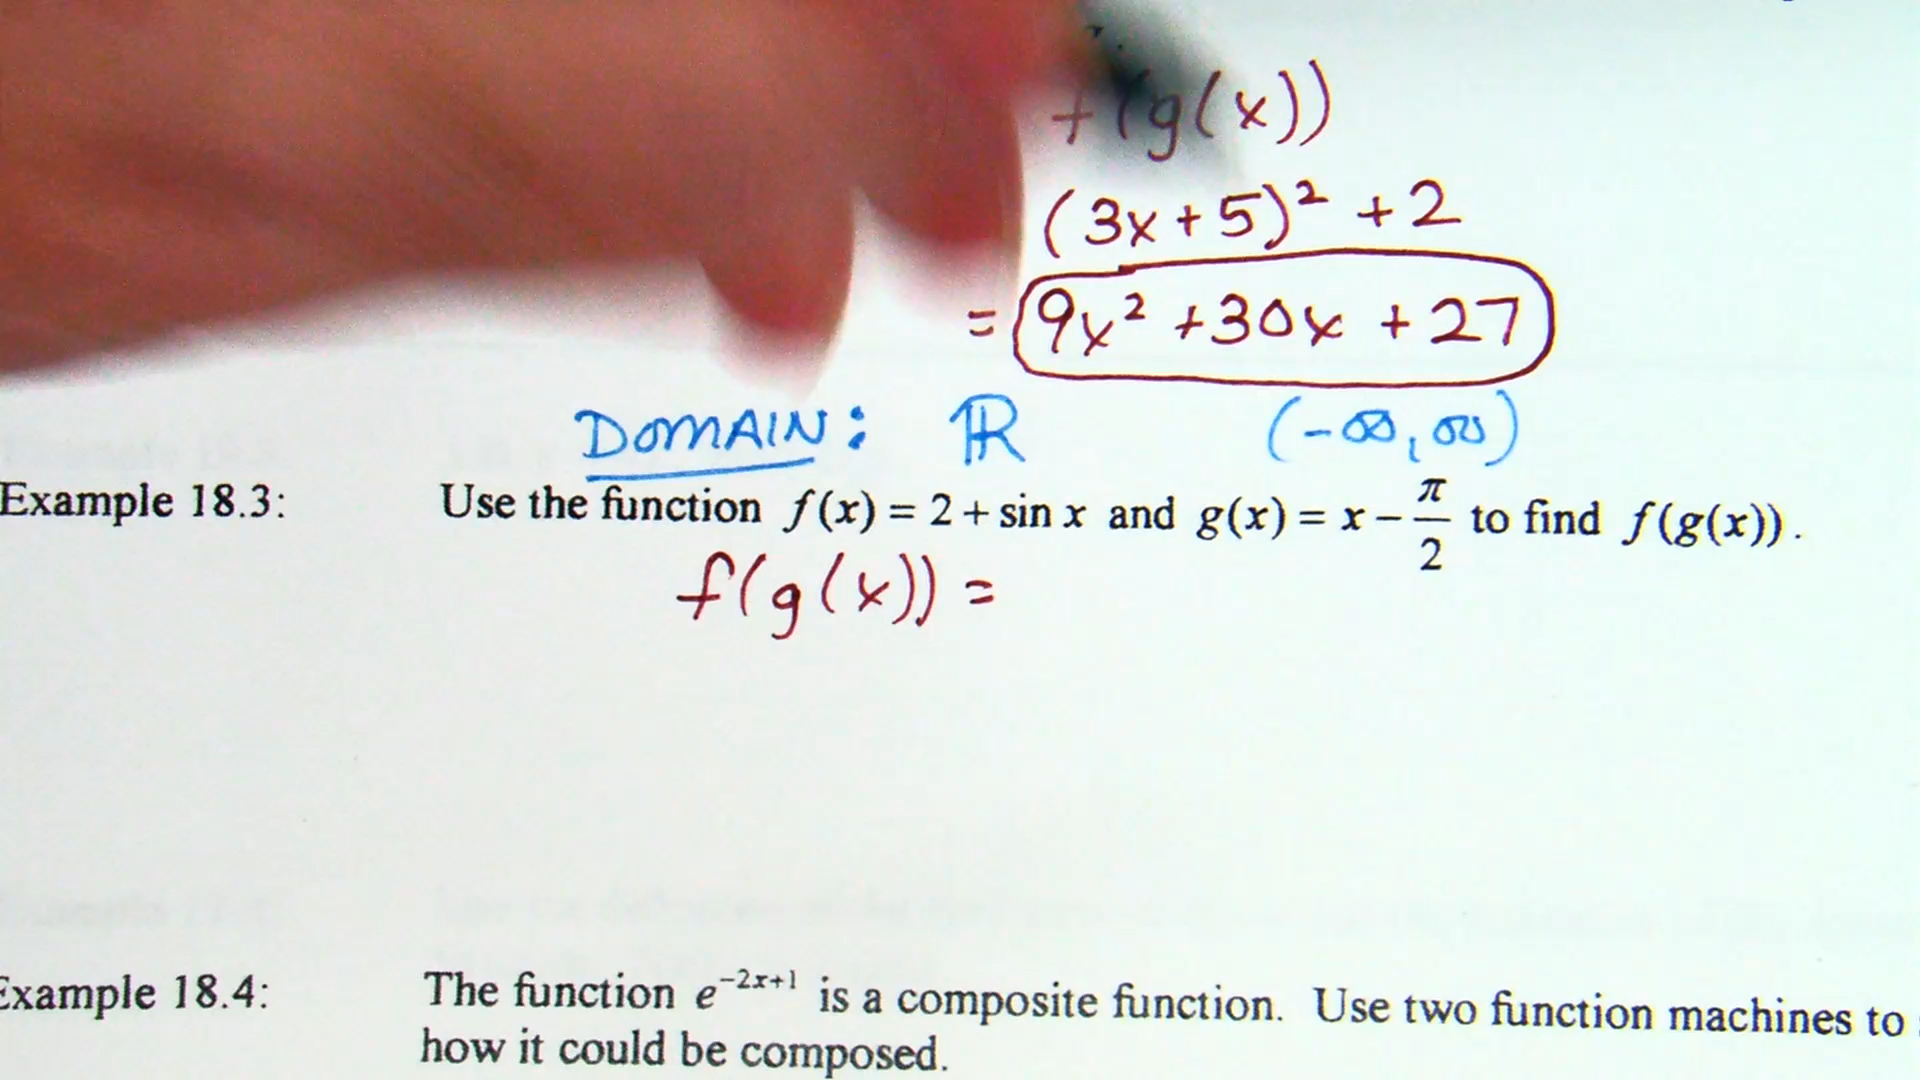 f(g(x))
(3x+5)² +2
= 9x² +30x +27
DOMAIN: ℝ (-∞,∞)
Example 18.3: Use the function f(x) = 2 + sin x and g(x) = x − π/2 to find f(g(x)).
f(g(x)) =
Example 18.4: The function e⁻²ˣ⁺¹ is a composite function. Use two function machines to
how it could be composed.